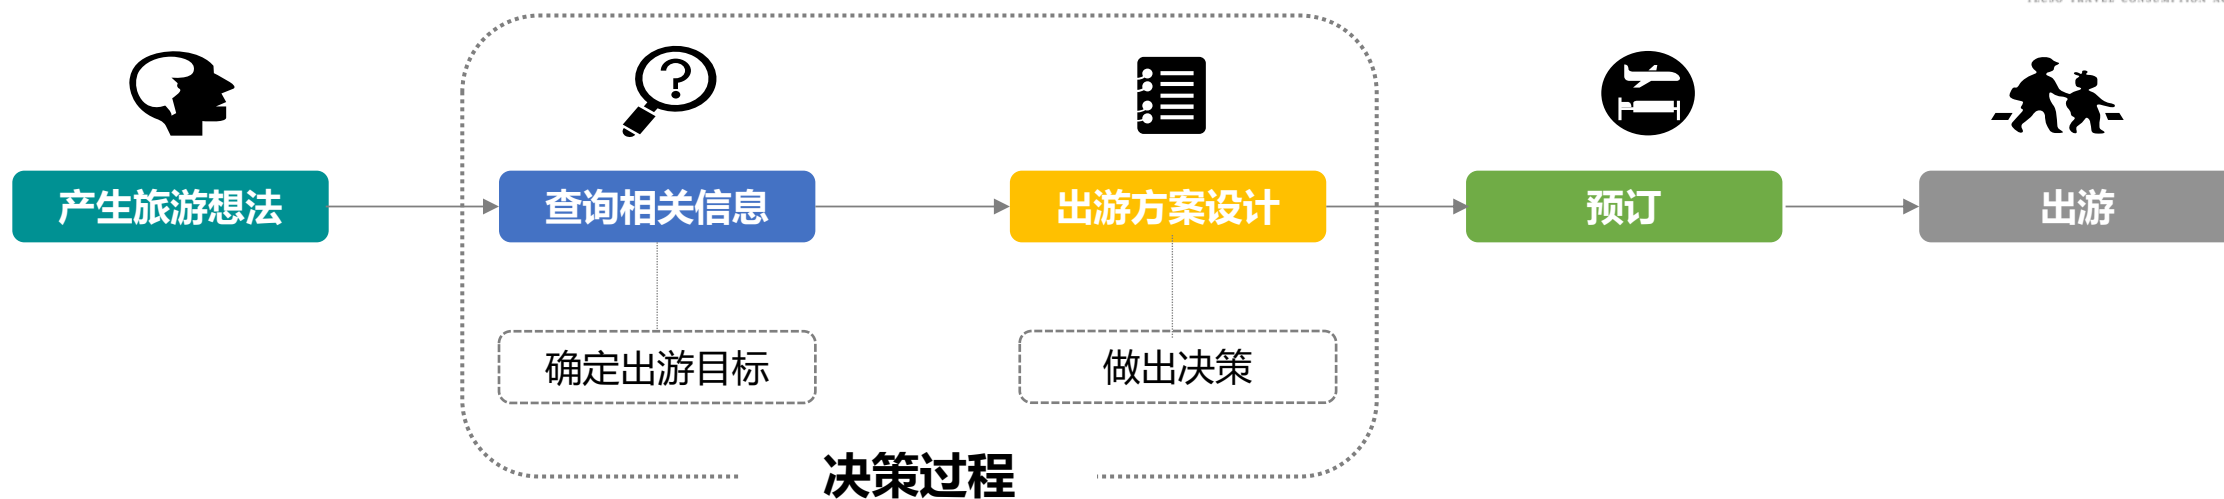 产生旅游想法
查询相关信息
出游方案设计
预订
出游
确定出游目标
做出决策
决策过程